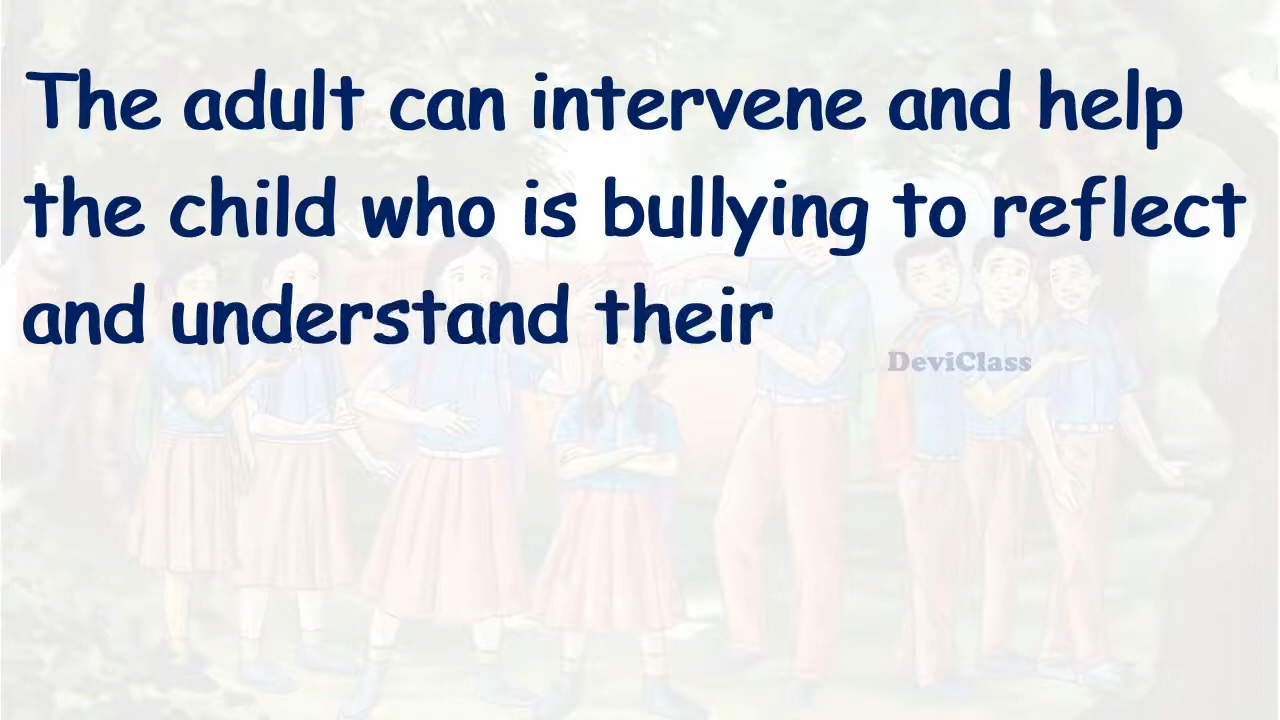 The adult can intervene and help
the child who is bullying to reflect
and understand their
DeviClass